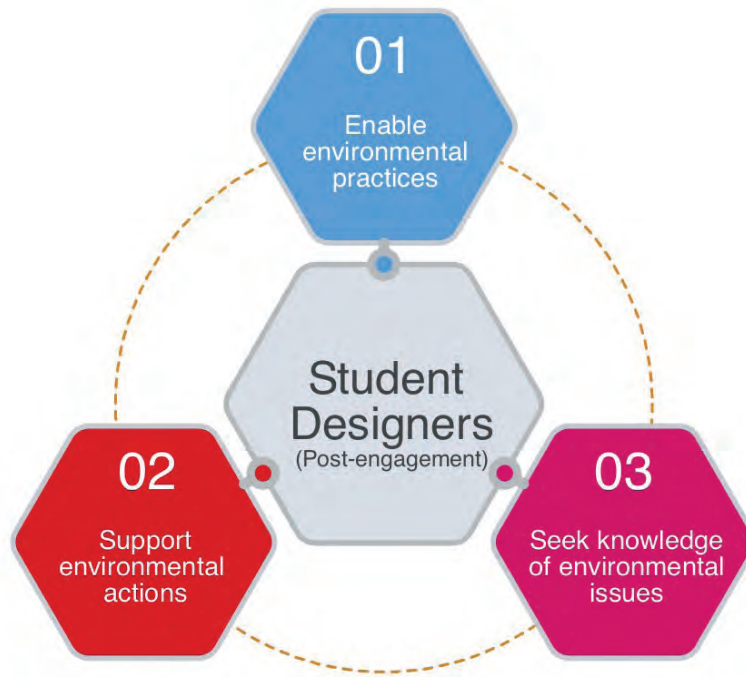 01
Enable
environmental
practices
Student
Designers
(Post-engagement)
02
Support
environmental
actions
03
Seek knowledge
of environmental
issues